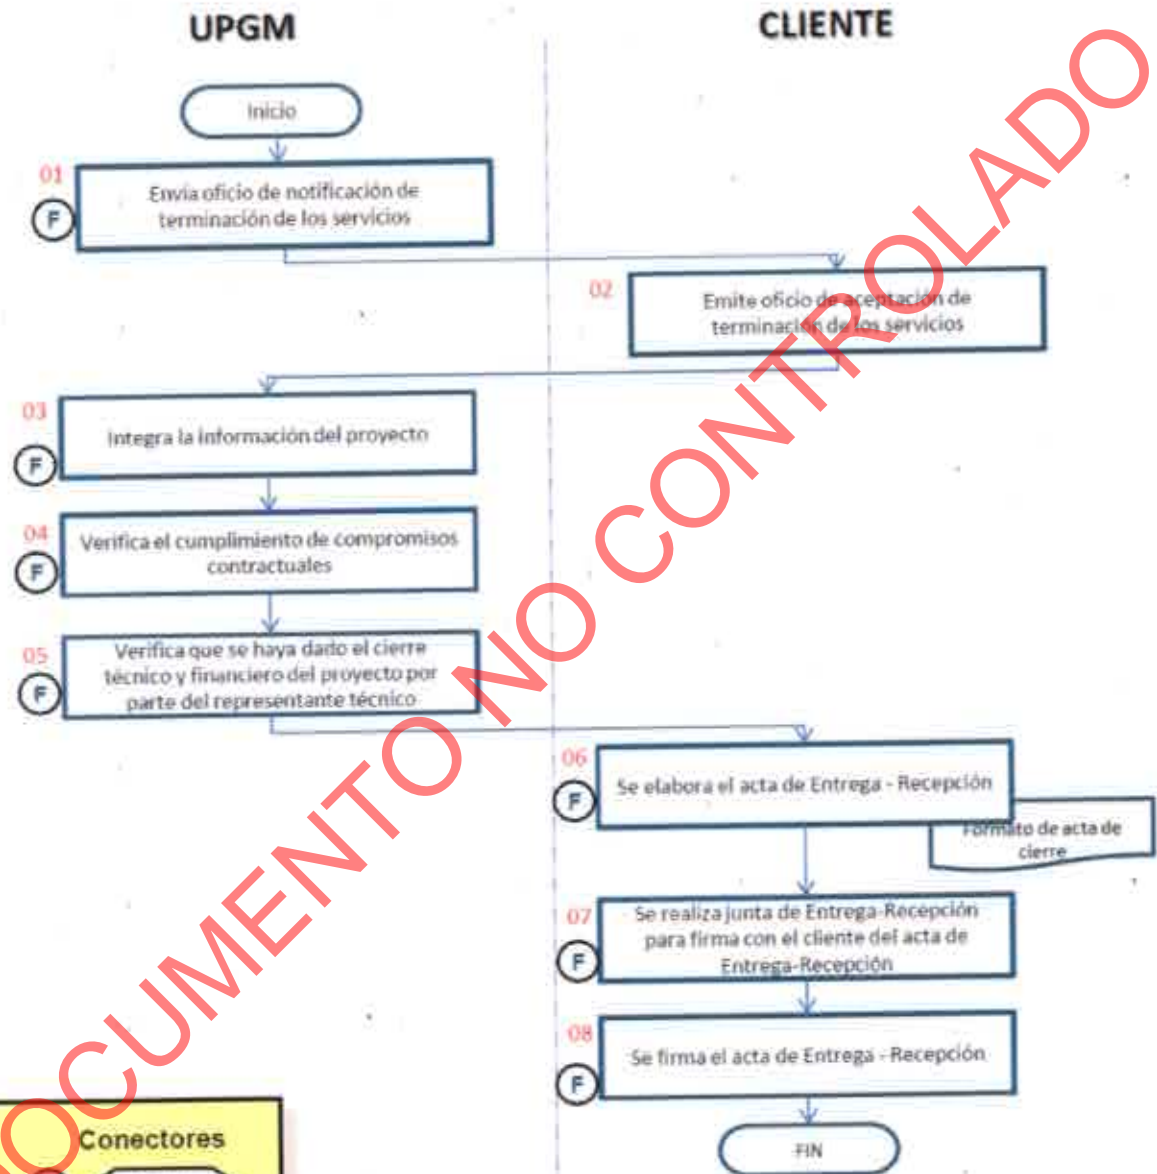 UPGM
CLIENTE
Inicio
01
F
Envía oficio de notificación de
terminación de los servicios
02
Emite oficio de aceptación de
terminación de los servicios
03
F
Integra la información del proyecto
04
F
Verifica el cumplimiento de compromisos
contractuales
05
F
Verifica que se haya dado el cierre
técnico y financiero del proyecto por
parte del representante técnico
06
F
Se elabora el acta de Entrega - Recepción
Formato de acta de
cierre
07
F
Se realiza junta de Entrega-Recepción
para firma con el cliente del acta de
Entrega-Recepción
08
F
Se firma el acta de Entrega - Recepción
FIN
Conectores
DOCUMENTO NO CONTROLADO